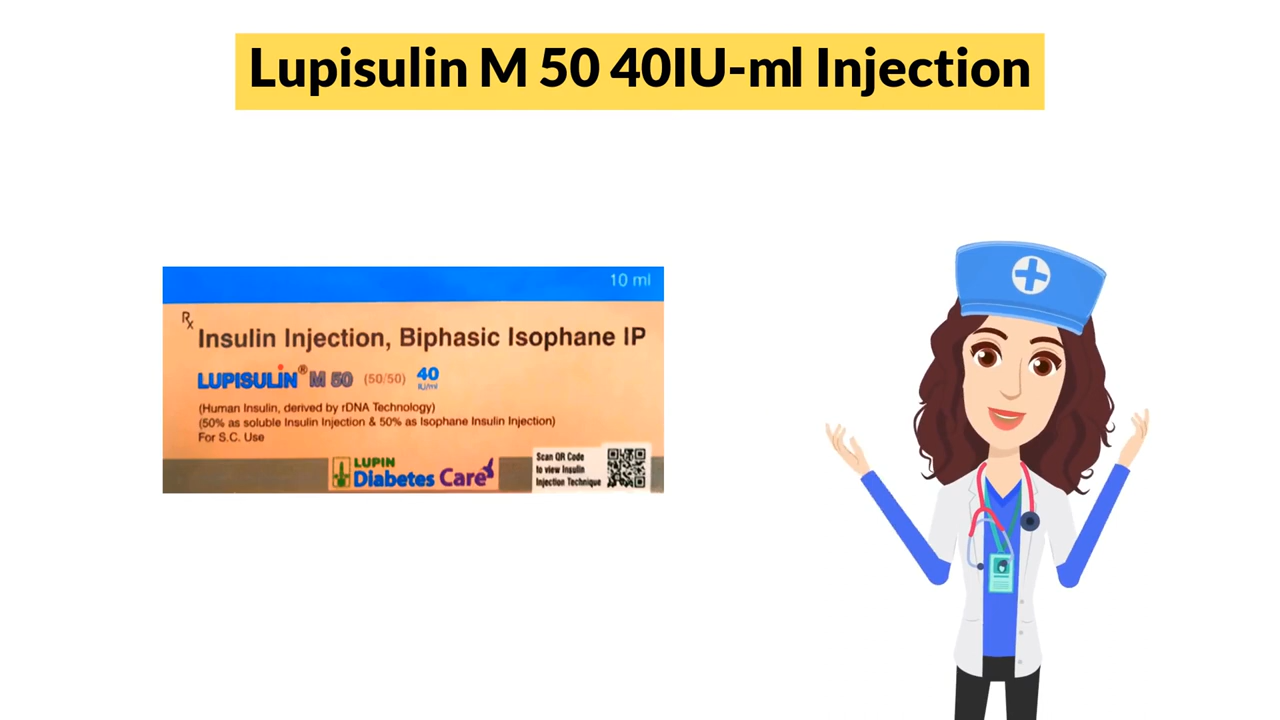 Lupisulin M 50 40IU-ml Injection
10 ml
Rx Insulin Injection, Biphasic Isophane IP
LUPISULIN® M 50 (50/50) 40 IU/ml
(Human Insulin, derived by rDNA Technology)
(50% as soluble Insulin Injection & 50% as Isophane Insulin Injection)
For S.C. Use
LUPIN
Diabetes Care
Scan QR Code
to view Insulin
Injection Technique